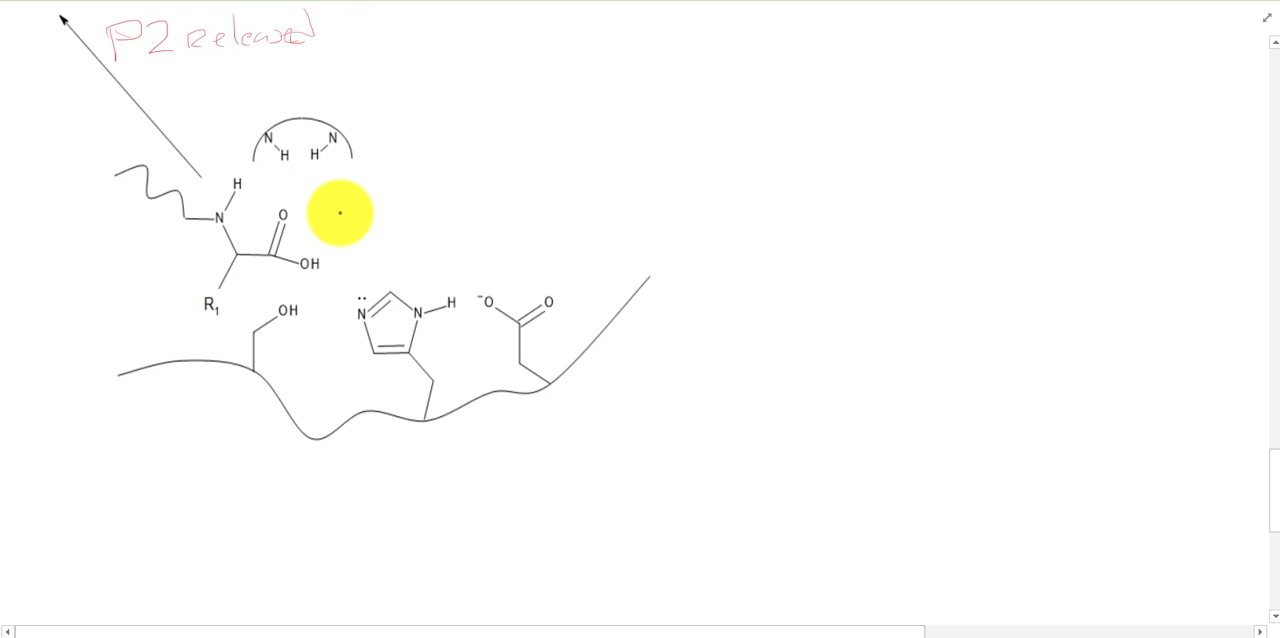 P2 Released
N N
H H
H
N O
OH
R1
OH
N N H
⁻O O